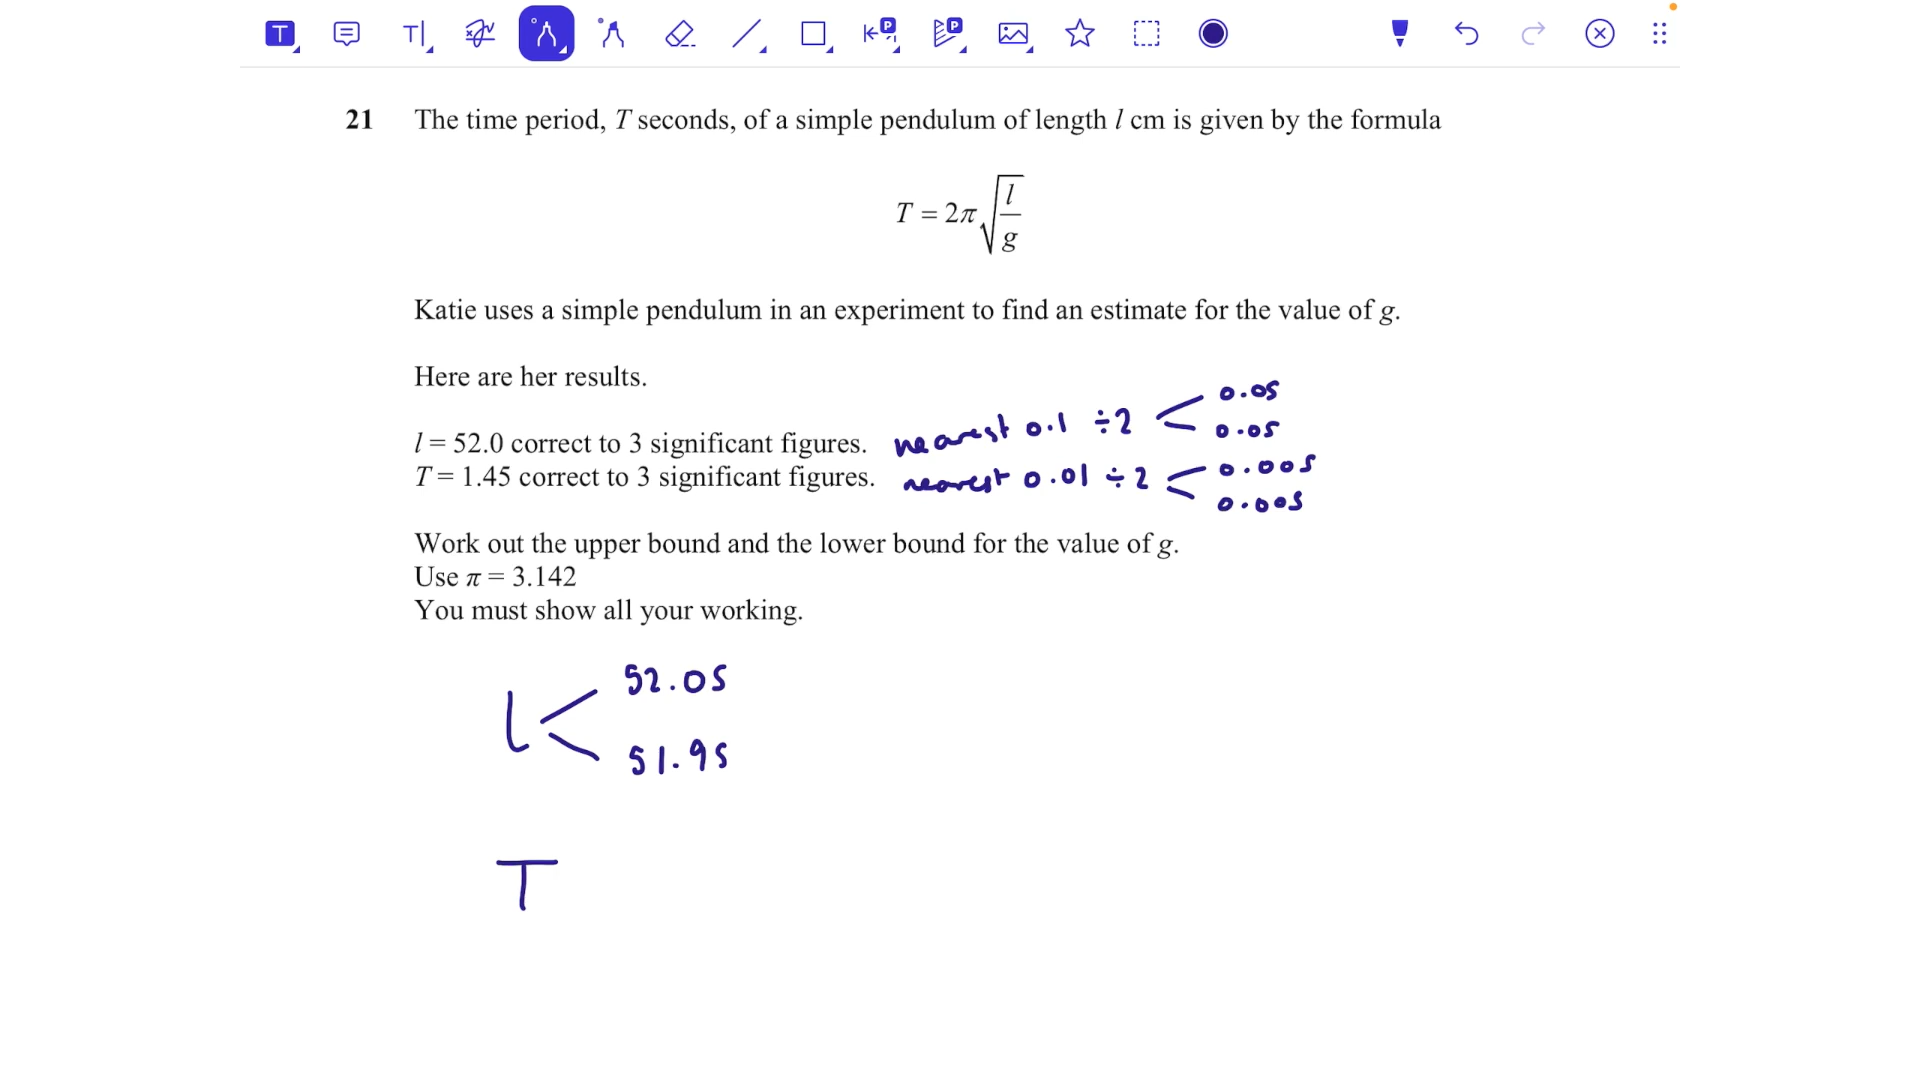 21 The time period, T seconds, of a simple pendulum of length l cm is given by the formula
T = 2π√(l/g)
Katie uses a simple pendulum in an experiment to find an estimate for the value of g.
Here are her results.
l = 52.0 correct to 3 significant figures. nearest 0.1 ÷2 < 0.05 0.05
T = 1.45 correct to 3 significant figures. nearest 0.01 ÷ 2 < 0.005 0.005
Work out the upper bound and the lower bound for the value of g.
Use π = 3.142
You must show all your working.
l < 52.05
51.95
T